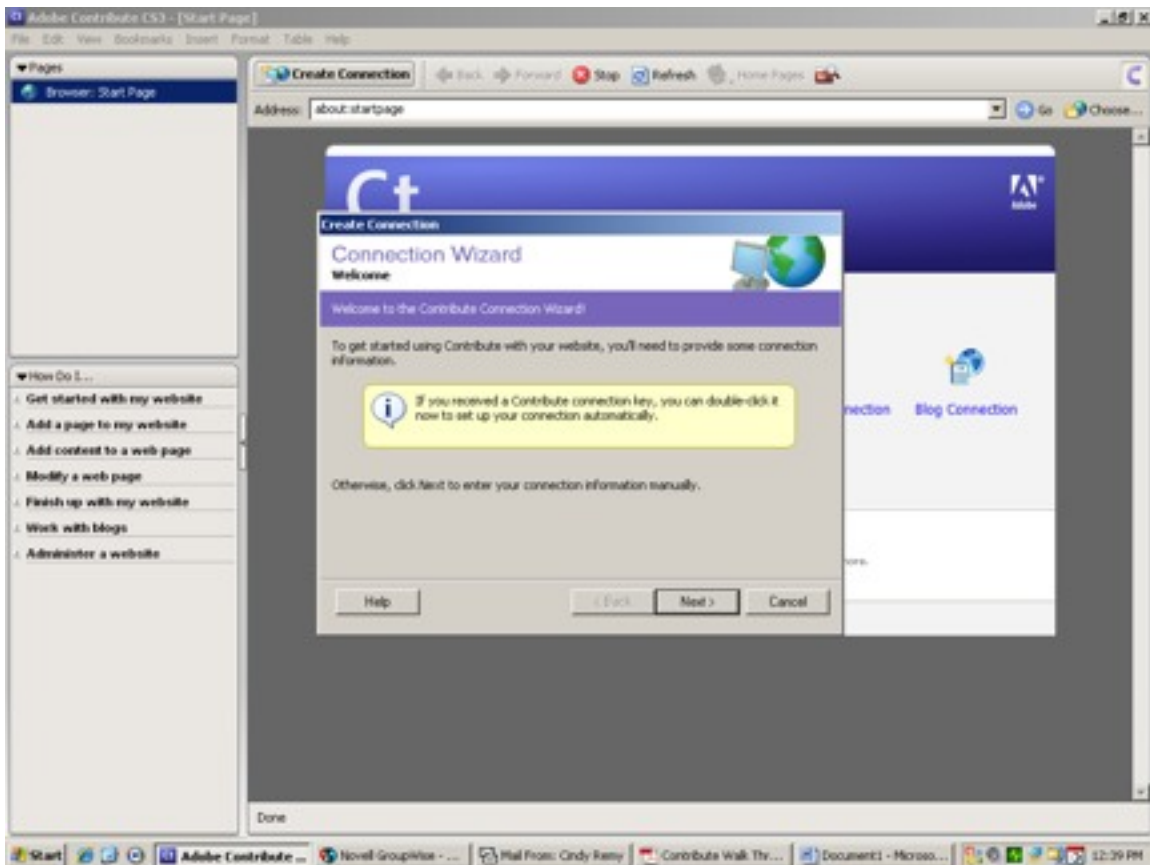 Adobe Contribute CS3 - [Start Page]
File Edit View Bookmarks Insert Format Table Help
Pages
Browser: Start Page
Create Connection Back Forward Stop Refresh Home Pages
Address: about:startpage Go Choose...
Ct
Adobe
Create Connection
Connection Wizard
Welcome
Welcome to the Contribute Connection Wizard!
To get started using Contribute with your website, you'll need to provide some connection
information.
If you received a Contribute connection key, you can double-click it
now to set up your connection automatically.
Otherwise, click Next to enter your connection information manually.
Help < Back Next > Cancel
nection Blog Connection
more.
How Do I...
Get started with my website
Add a page to my website
Add content to a web page
Modify a web page
Finish up with my website
Work with blogs
Administer a website
Done
Start Adobe Contribute ... Novell GroupWise - ... Mail From: Cindy Remy Contribute Walk Thr... Document1 - Microso... 12:39 PM